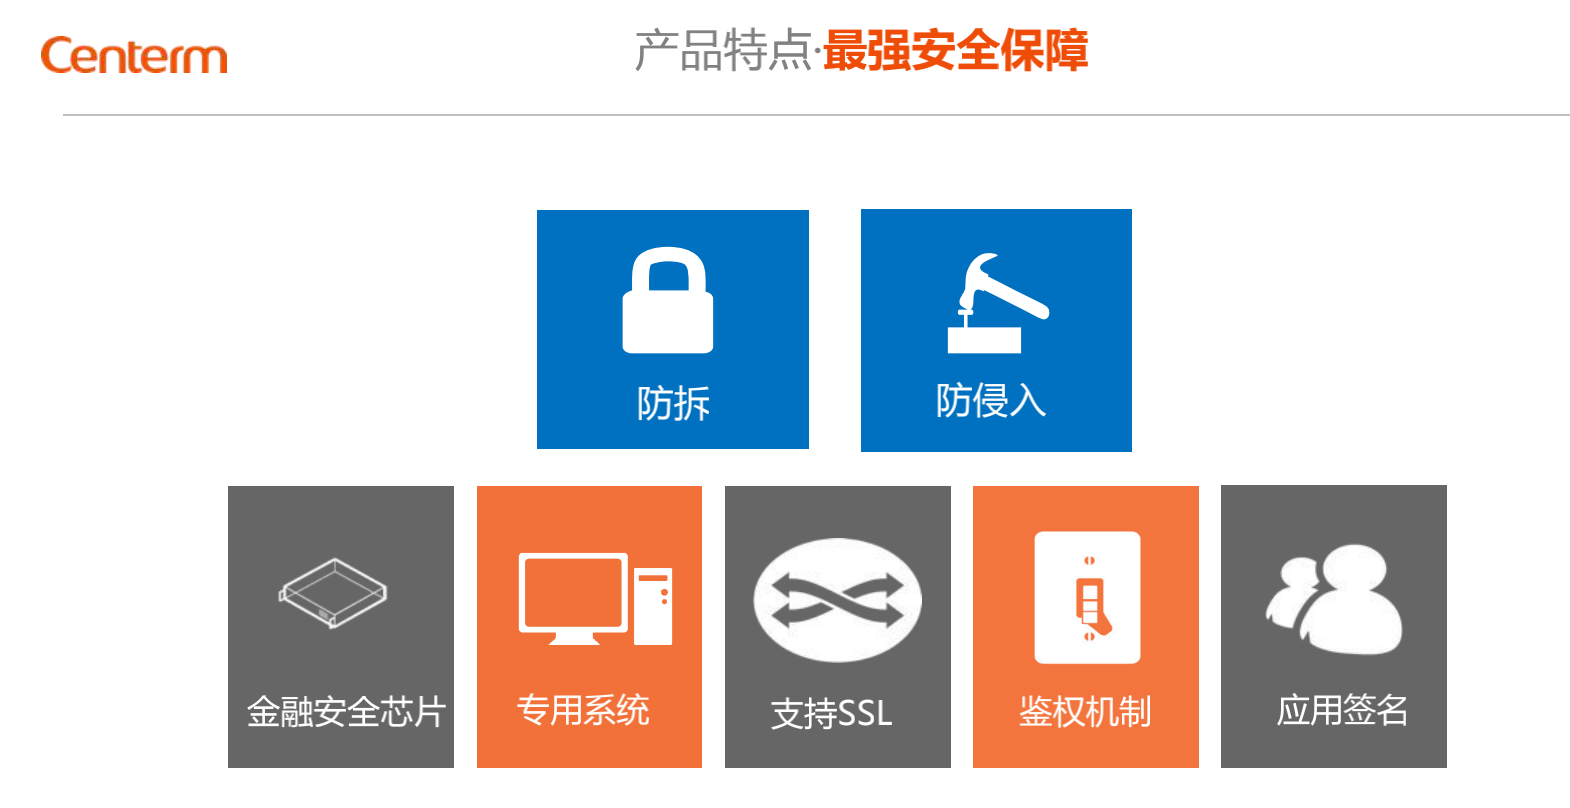 Centerm
产品特点·最强安全保障
防拆
防侵入
金融安全芯片
专用系统
支持SSL
鉴权机制
应用签名